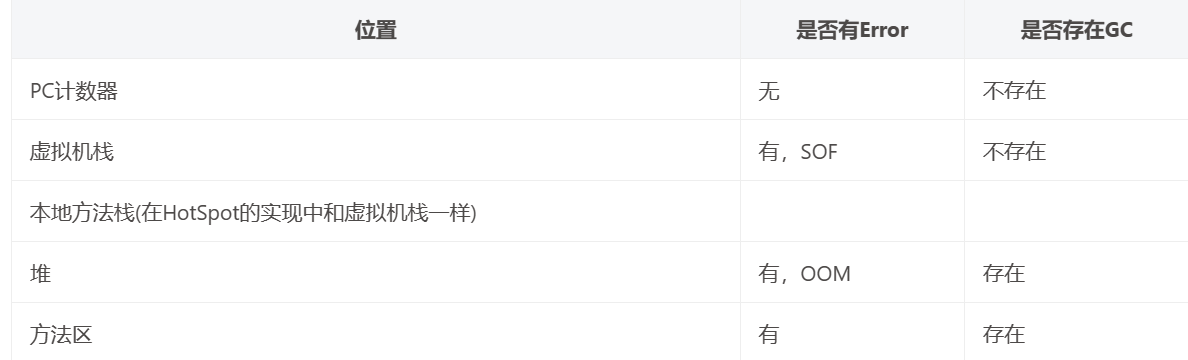 位置 是否有Error 是否存在GC
PC计数器 无 不存在
虚拟机栈 有，SOF 不存在
本地方法栈(在HotSpot的实现中和虚拟机栈一样)
堆 有，OOM 存在
方法区 有 存在